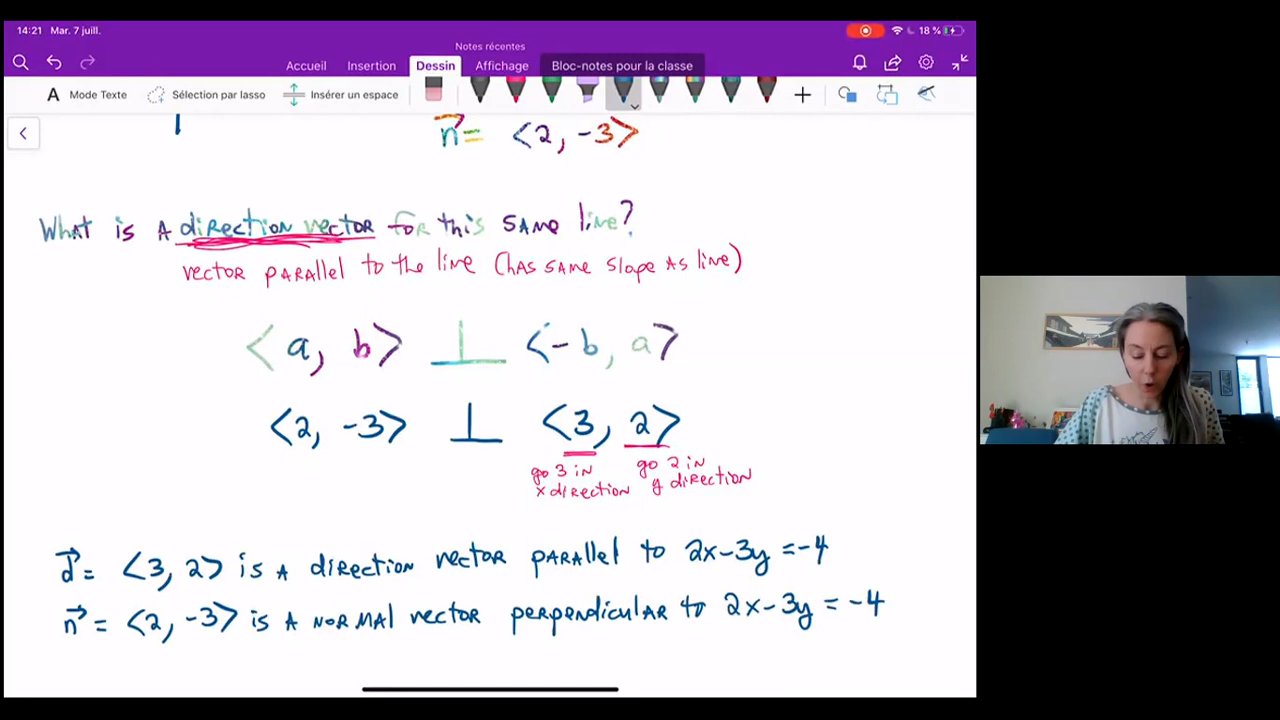 14:21 Mar. 7 juill. 18 %
Notes récentes
Accueil Insertion Dessin Affichage Bloc-notes pour la classe
A Mode Texte Sélection par lasso Insérer un espace
n = <2, -3>
What is a direction vector for this same line?
vector parallel to the line (has same slope as line)
<a, b> ⊥ <-b, a>
<2, -3> ⊥ <3, 2>
go 3 in x direction
go 2 in y direction
d = <3, 2> is a direction vector parallel to 2x-3y = -4
n = <2, -3> is a normal vector perpendicular to 2x-3y = -4